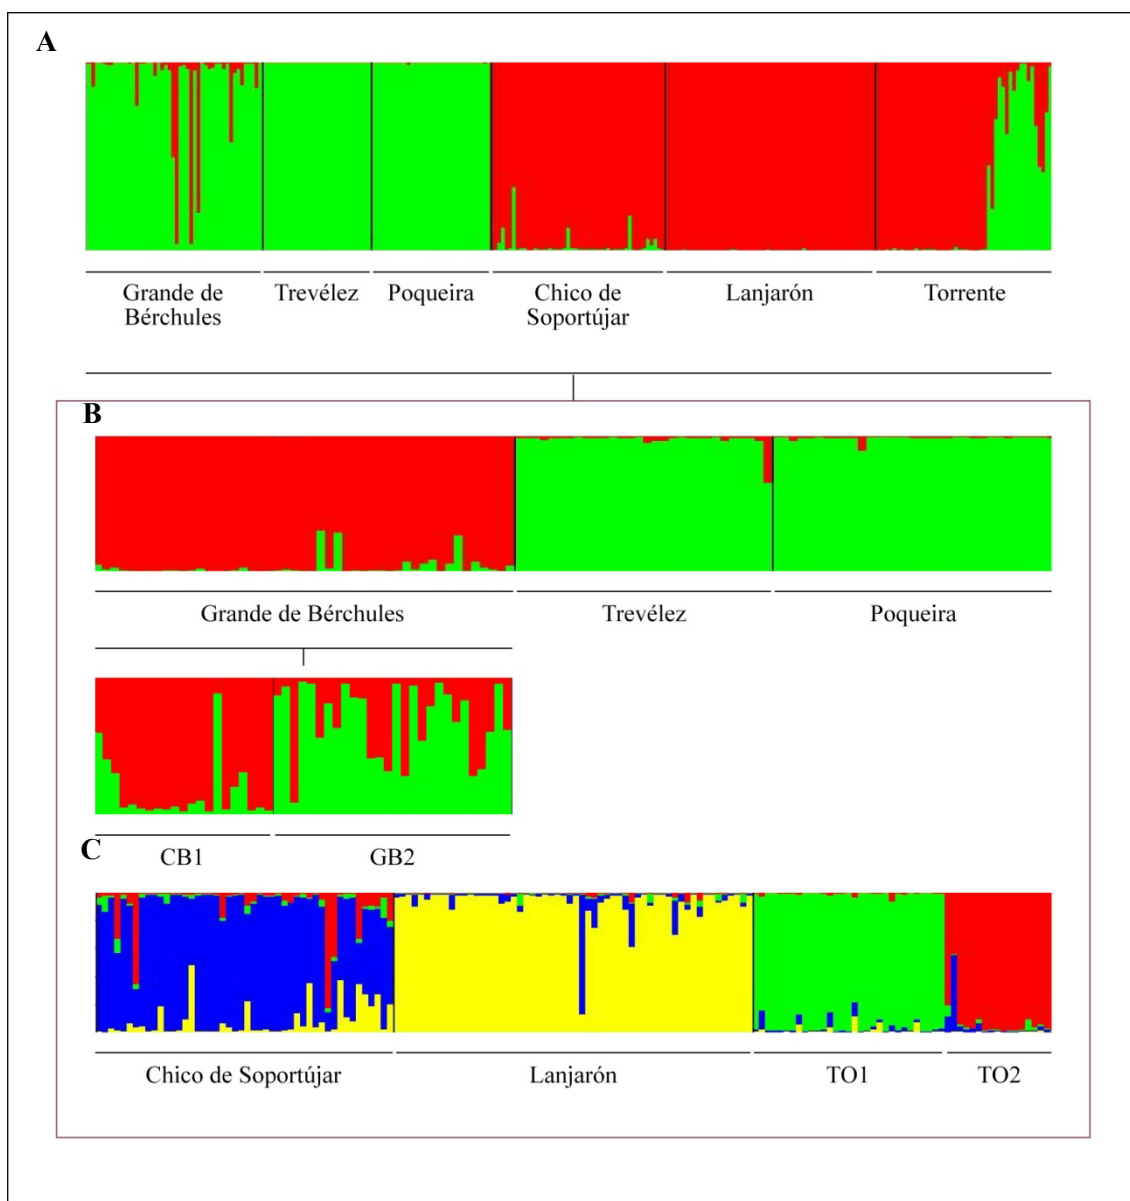 A
Grande de Bérchules
Trevélez
Poqueira
Chico de Soportújar
Lanjarón
Torrente
B
Grande de Bérchules
Trevélez
Poqueira
CB1
GB2
C
Chico de Soportújar
Lanjarón
TO1
TO2